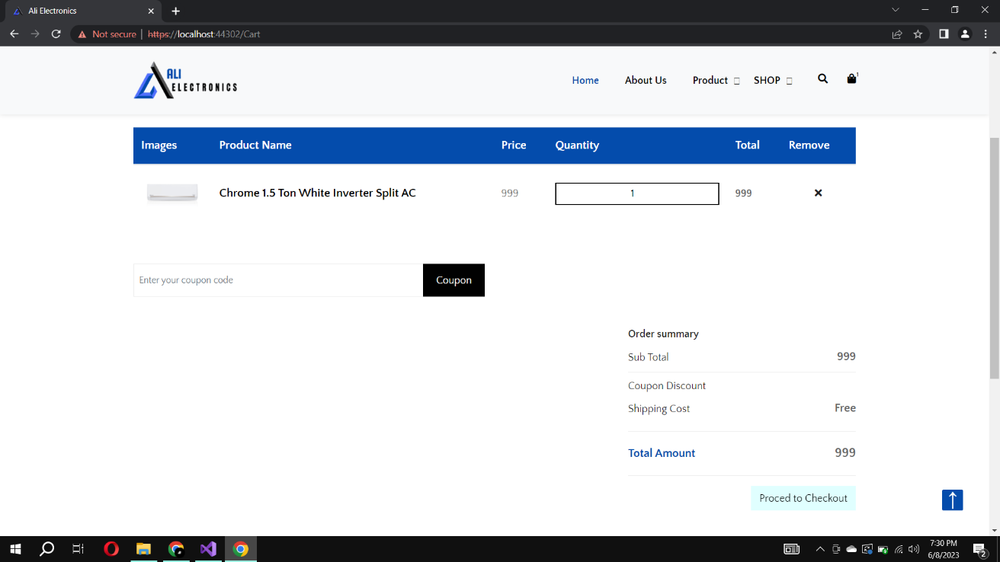 Ali Electronics
Not secure | https://localhost:44302/Cart
ALI
ELECTRONICS
Home About Us Product SHOP 1
Images Product Name Price Quantity Total Remove
Chrome 1.5 Ton White Inverter Split AC 999 1 999
Enter your coupon code Coupon
Order summary
Sub Total 999
Coupon Discount
Shipping Cost Free
Total Amount 999
Proced to Checkout
7:30 PM
6/8/2023
2